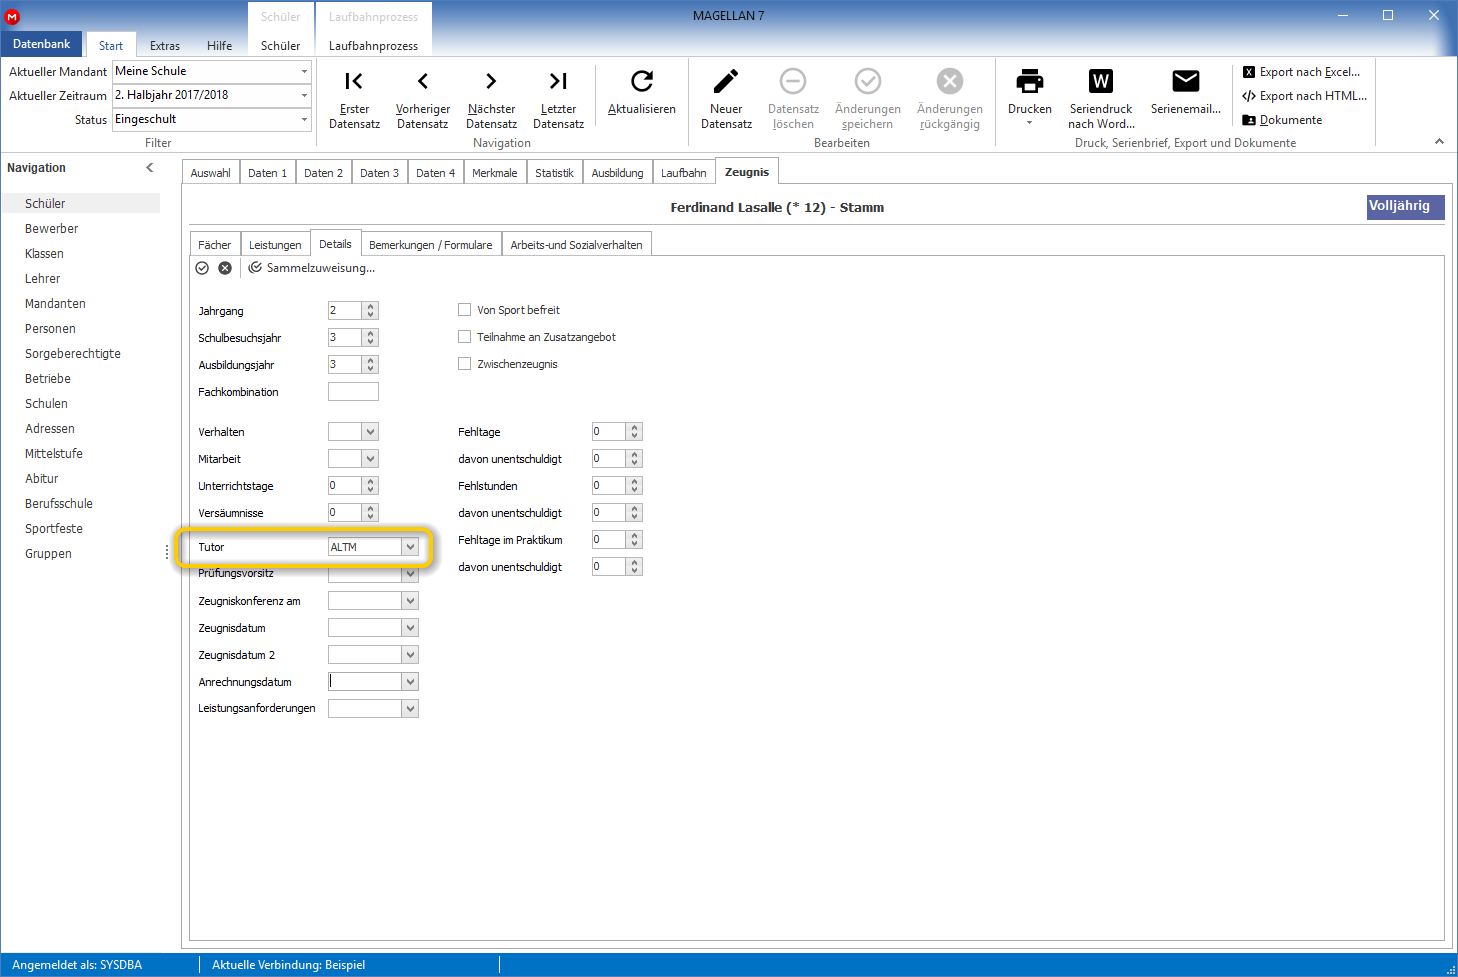 MAGELLAN 7
Schüler
Laufbahnprozess
Datenbank
Start
Extras
Hilfe
Schüler
Laufbahnprozess
Aktueller Mandant
Meine Schule
Aktueller Zeitraum
2. Halbjahr 2017/2018
Status
Eingeschult
Filter
Erster
Datensatz
Vorheriger
Datensatz
Nächster
Datensatz
Letzter
Datensatz
Aktualisieren
Navigation
Neuer
Datensatz
Datensatz
löschen
Änderungen
speichern
Änderungen
rückgängig
Bearbeiten
Drucken
Seriendruck
nach Word...
Serienemail...
Export nach Excel...
Export nach HTML...
Dokumente
Druck, Serienbrief, Export und Dokumente
Navigation
Schüler
Bewerber
Klassen
Lehrer
Mandanten
Personen
Sorgeberechtigte
Betriebe
Schulen
Adressen
Mittelstufe
Abitur
Berufsschule
Sportfeste
Gruppen
Auswahl
Daten 1
Daten 2
Daten 3
Daten 4
Merkmale
Statistik
Ausbildung
Laufbahn
Zeugnis
Ferdinand Lasalle (* 12) - Stamm
Volljährig
Fächer
Leistungen
Details
Bemerkungen / Formulare
Arbeits-und Sozialverhalten
Sammelzuweisung...
Jahrgang
2
Von Sport befreit
Schulbesuchsjahr
3
Teilnahme an Zusatzangebot
Ausbildungsjahr
3
Zwischenzeugnis
Fachkombination
Verhalten
Fehltage
0
Mitarbeit
davon unentschuldigt
0
Unterrichtstage
0
Fehlstunden
0
Versäumnisse
0
davon unentschuldigt
0
Tutor
ALTM
Fehltage im Praktikum
0
Prüfungsvorsitz
davon unentschuldigt
0
Zeugniskonferenz am
Zeugnisdatum
Zeugnisdatum 2
Anrechnungsdatum
Leistungsanforderungen
Angemeldet als: SYSDBA
Aktuelle Verbindung: Beispiel